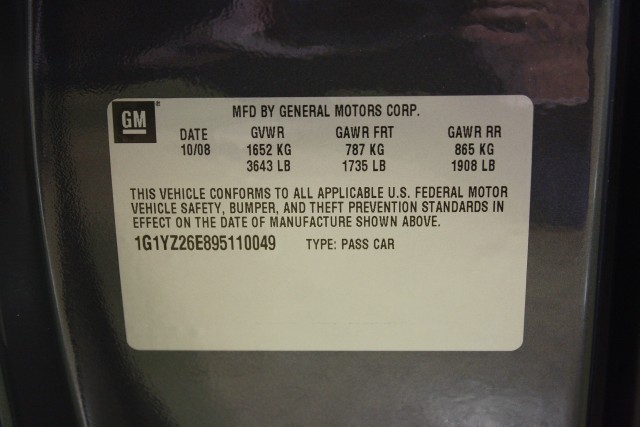 GM
MFD BY GENERAL MOTORS CORP.
DATE GVWR GAWR FRT GAWR RR
10/08 1652 KG 787 KG 865 KG
3643 LB 1735 LB 1908 LB
THIS VEHICLE CONFORMS TO ALL APPLICABLE U.S. FEDERAL MOTOR
VEHICLE SAFETY, BUMPER, AND THEFT PREVENTION STANDARDS IN
EFFECT ON THE DATE OF MANUFACTURE SHOWN ABOVE.
1G1YZ26E895110049 TYPE: PASS CAR